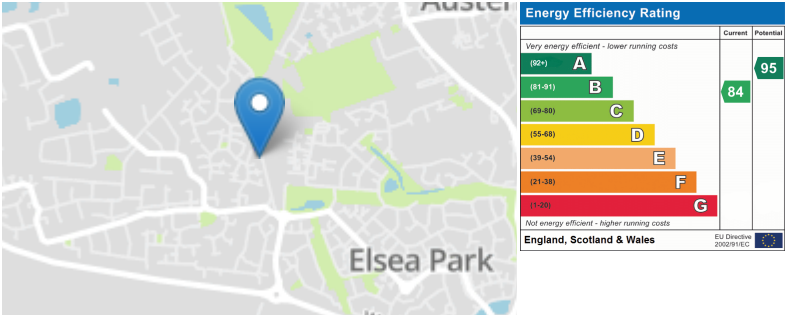 Auster
Elsea Park
Energy Efficiency Rating
Current Potential
Very energy efficient - lower running costs
(92+) A
(81-91) B
(69-80) C
(55-68) D
(39-54) E
(21-38) F
(1-20) G
95
84
Not energy efficient - higher running costs
England, Scotland & Wales
EU Directive
2002/91/EC